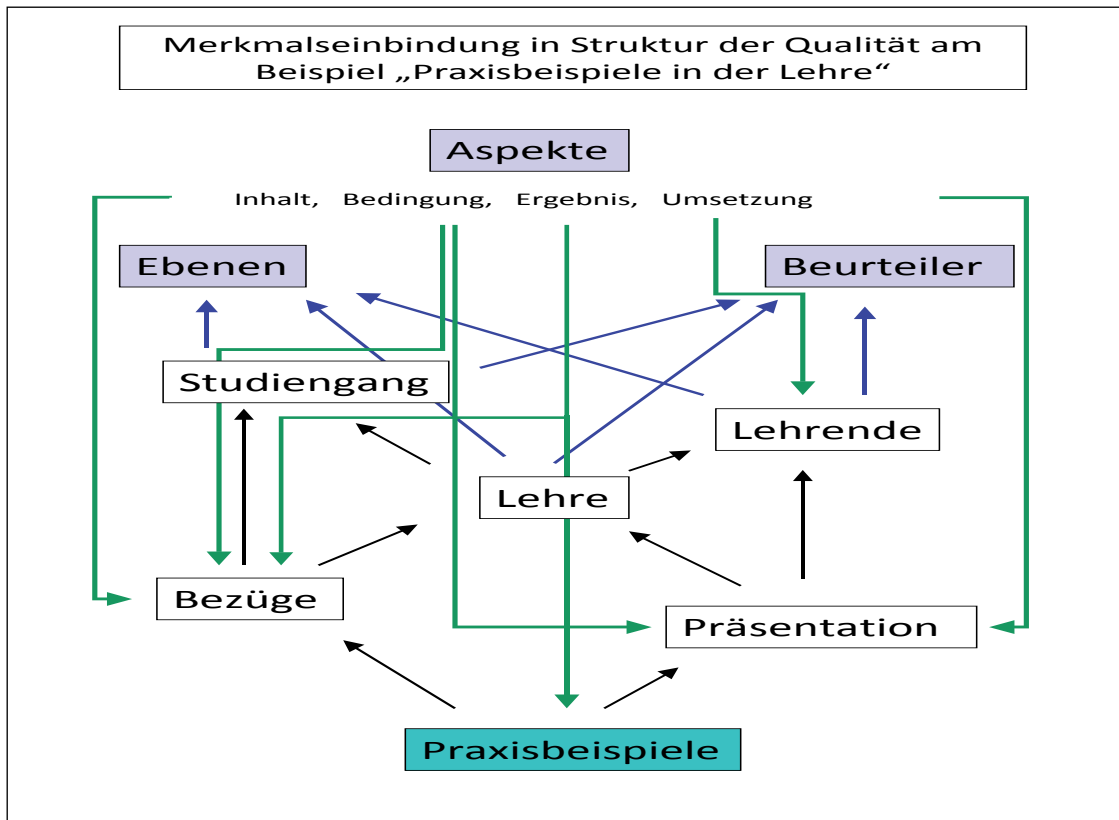 Merkmalseinbindung in Struktur der Qualität am
Beispiel „Praxisbeispiele in der Lehre“
Aspekte
Inhalt, Bedingung, Ergebnis, Umsetzung
Ebenen
Beurteiler
Studiengang
Lehrende
Lehre
Bezüge
Präsentation
Praxisbeispiele